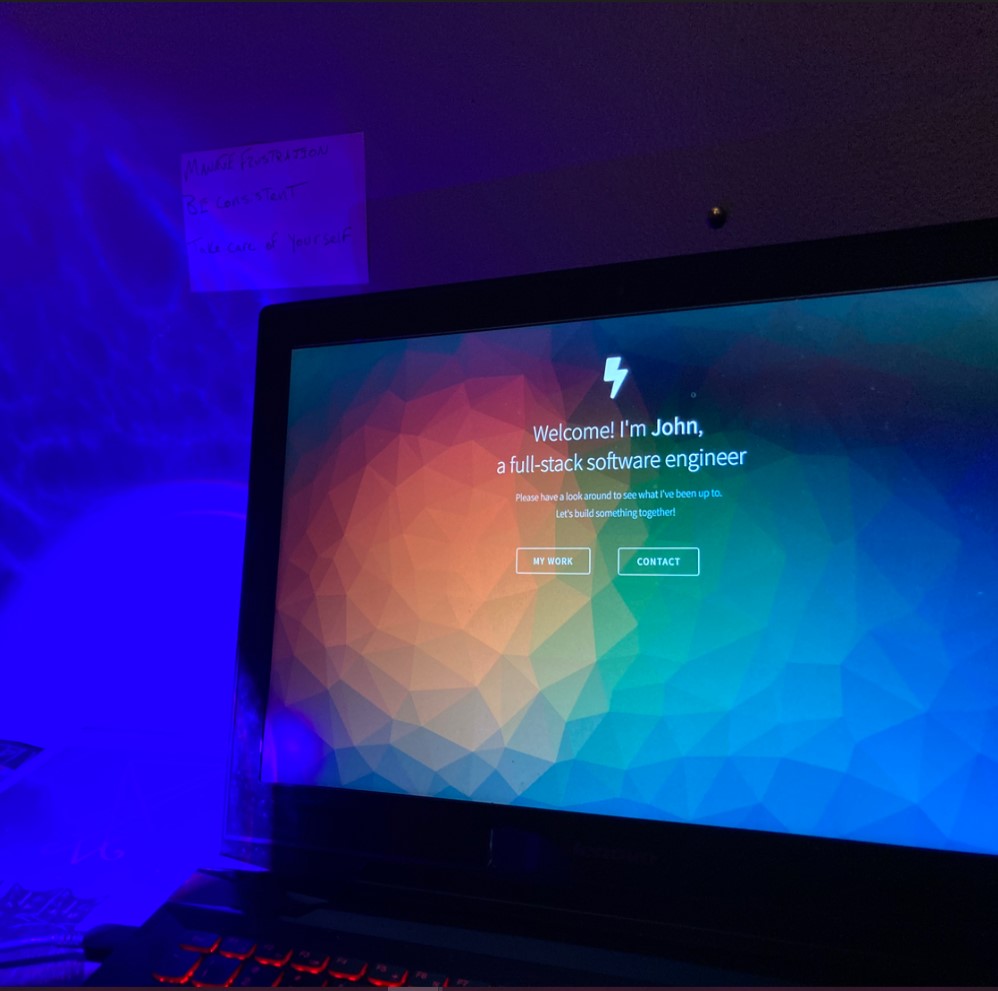 Manage Frustration
Be consistent
Take care of yourself
Welcome! I'm John,
a full-stack software engineer
Please have a look around to see what I've been up to.
Let's build something together!
MY WORK
CONTACT